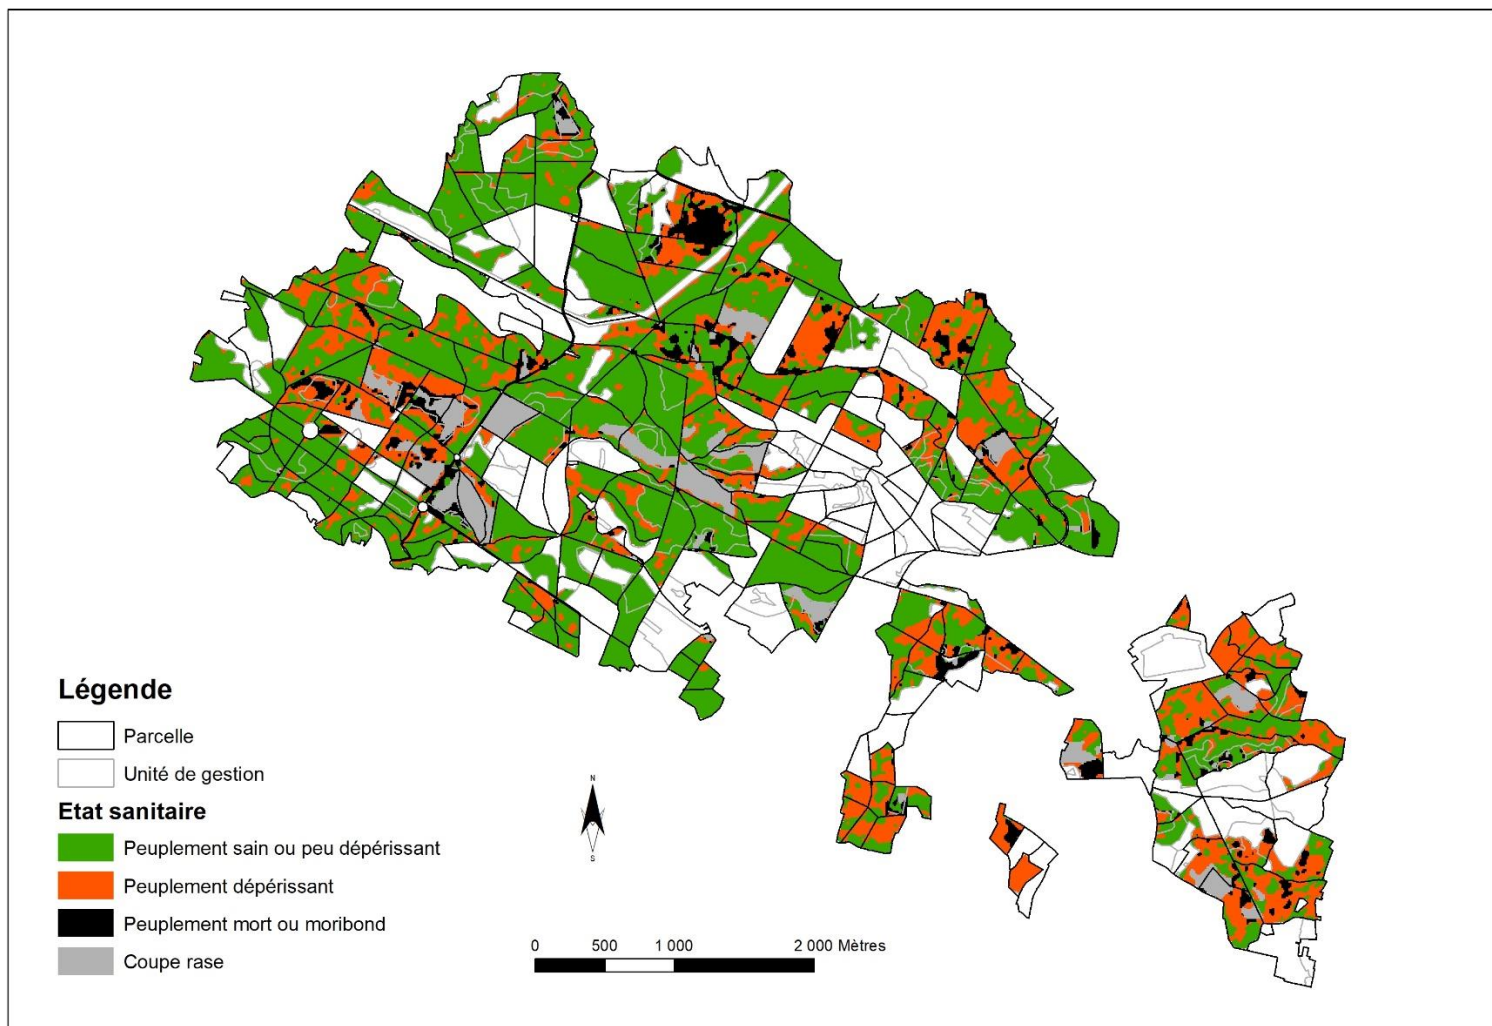 Légende
Parcelle
Unité de gestion
Etat sanitaire
Peuplement sain ou peu dépérissant
Peuplement dépérissant
Peuplement mort ou moribond
Coupe rase
N
S
0 500 1 000 2 000 Mètres